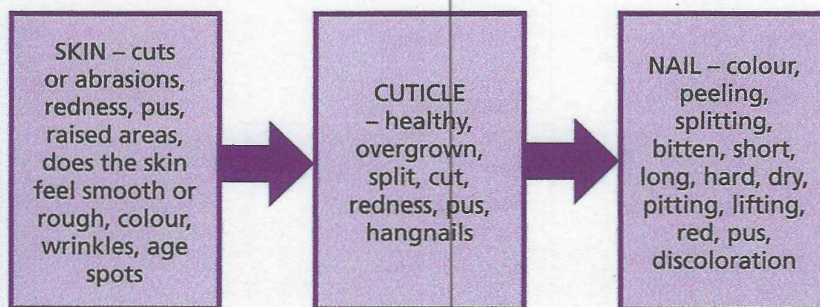 SKIN – cuts
or abrasions,
redness, pus,
raised areas,
does the skin
feel smooth or
rough, colour,
wrinkles, age
spots
CUTICLE
– healthy,
overgrown,
split, cut,
redness, pus,
hangnails
NAIL – colour,
peeling,
splitting,
bitten, short,
long, hard, dry,
pitting, lifting,
red, pus,
discoloration